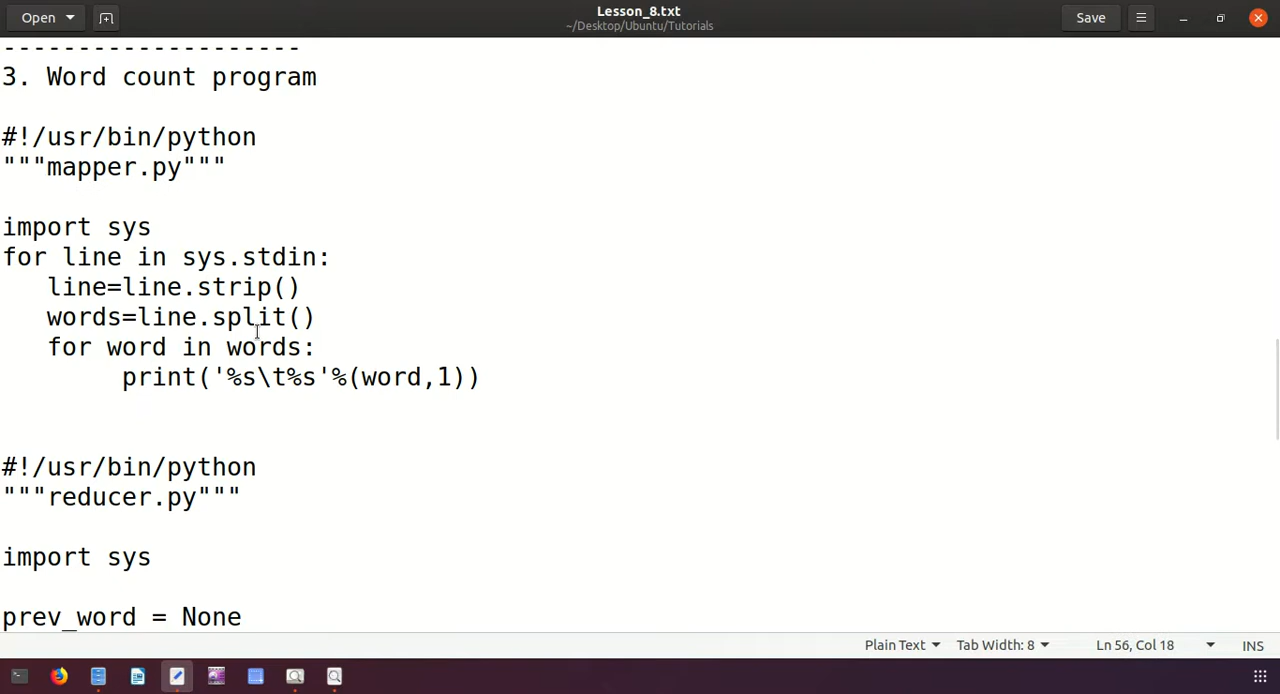 Open
Lesson_8.txt
~/Desktop/Ubuntu/Tutorials
Save
--------------------
3. Word count program
#!/usr/bin/python
"""mapper.py"""
import sys
for line in sys.stdin:
   line=line.strip()
   words=line.split()
   for word in words:
        print('%s\t%s'%(word,1))
#!/usr/bin/python
"""reducer.py"""
import sys
prev_word = None
Plain Text Tab Width: 8 Ln 56, Col 18 INS